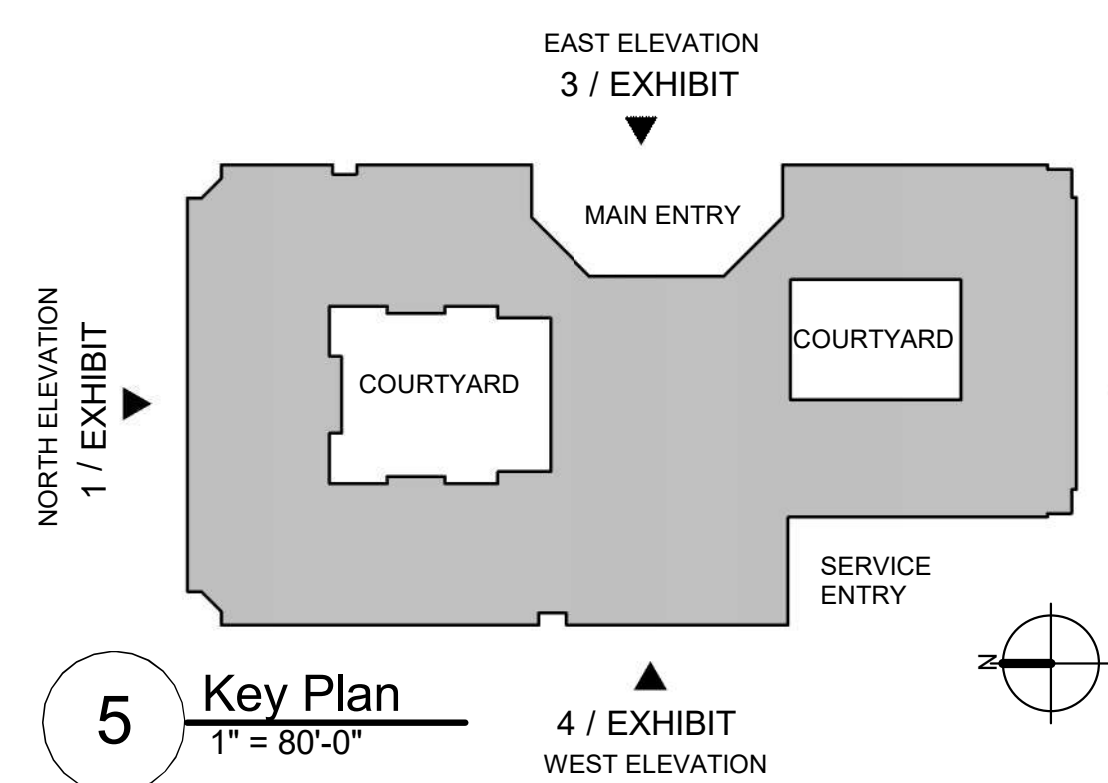 EAST ELEVATION
3 / EXHIBIT
MAIN ENTRY
COURTYARD
COURTYARD
NORTH ELEVATION
1 / EXHIBIT
SERVICE
ENTRY
N
5
Key Plan
1" = 80'-0"
4 / EXHIBIT
WEST ELEVATION